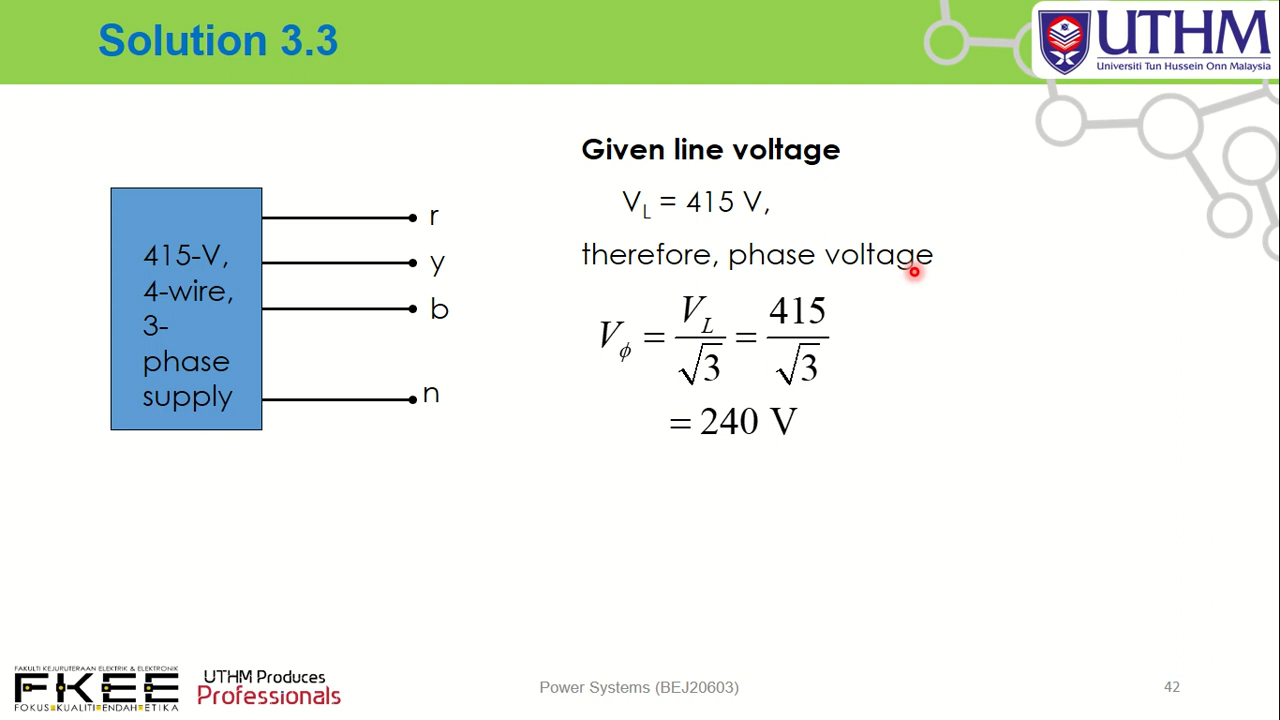 Solution 3.3
UTHM
Universiti Tun Hussein Onn Malaysia
415-V,
4-wire,
3-
phase
supply
r
y
b
n
Given line voltage
V_L = 415 V,
therefore, phase voltage
V_ϕ = V_L/√3 = 415/√3
= 240 V
FAKULTI KEJURUTERAAN ELEKTRIK & ELEKTRONIK
FKEE
FOKUS▪KUALITI▪ENDAH▪ETIKA
UTHM Produces
Professionals
Power Systems (BEJ20603)
42